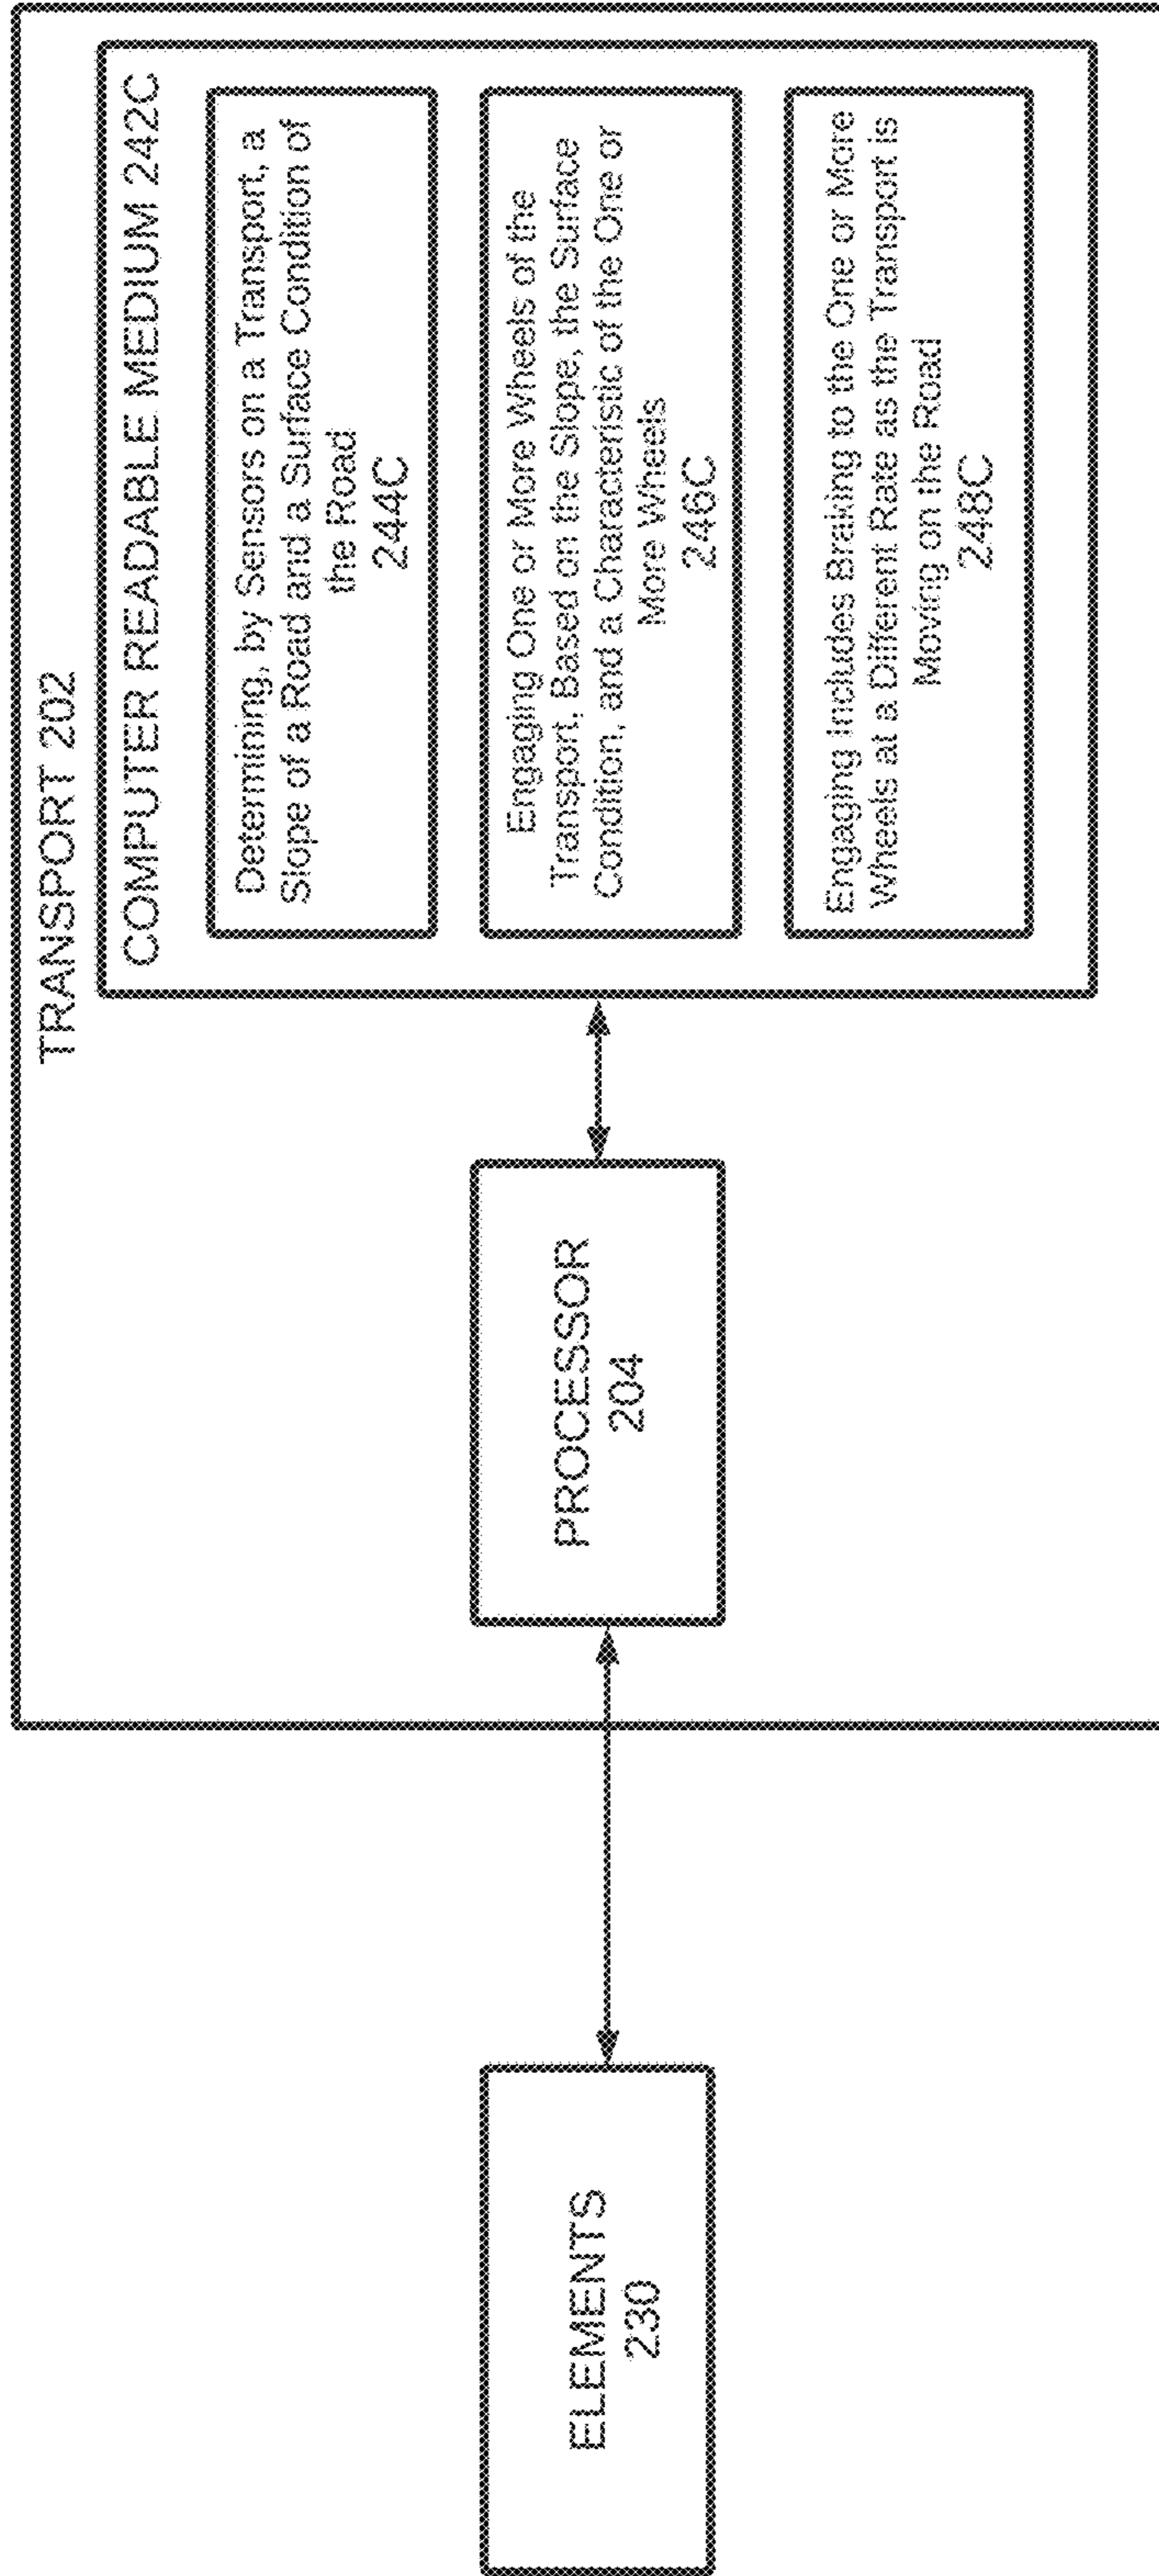 TRANSPORT 202
COMPUTER READABLE MEDIUM 242C
Determining, by Sensors on a Transport, a
Slope of a Road and a Surface Condition of
the Road
244C
Engaging One or More Wheels of the
Transport, Based on the Slope, the Surface
Condition, and a Characteristic of the One or
More Wheels
246C
Engaging Includes Braking to the One or More
Wheels at a Different Rate as the Transport is
Moving on the Road
248C
PROCESSOR
204
ELEMENTS
230